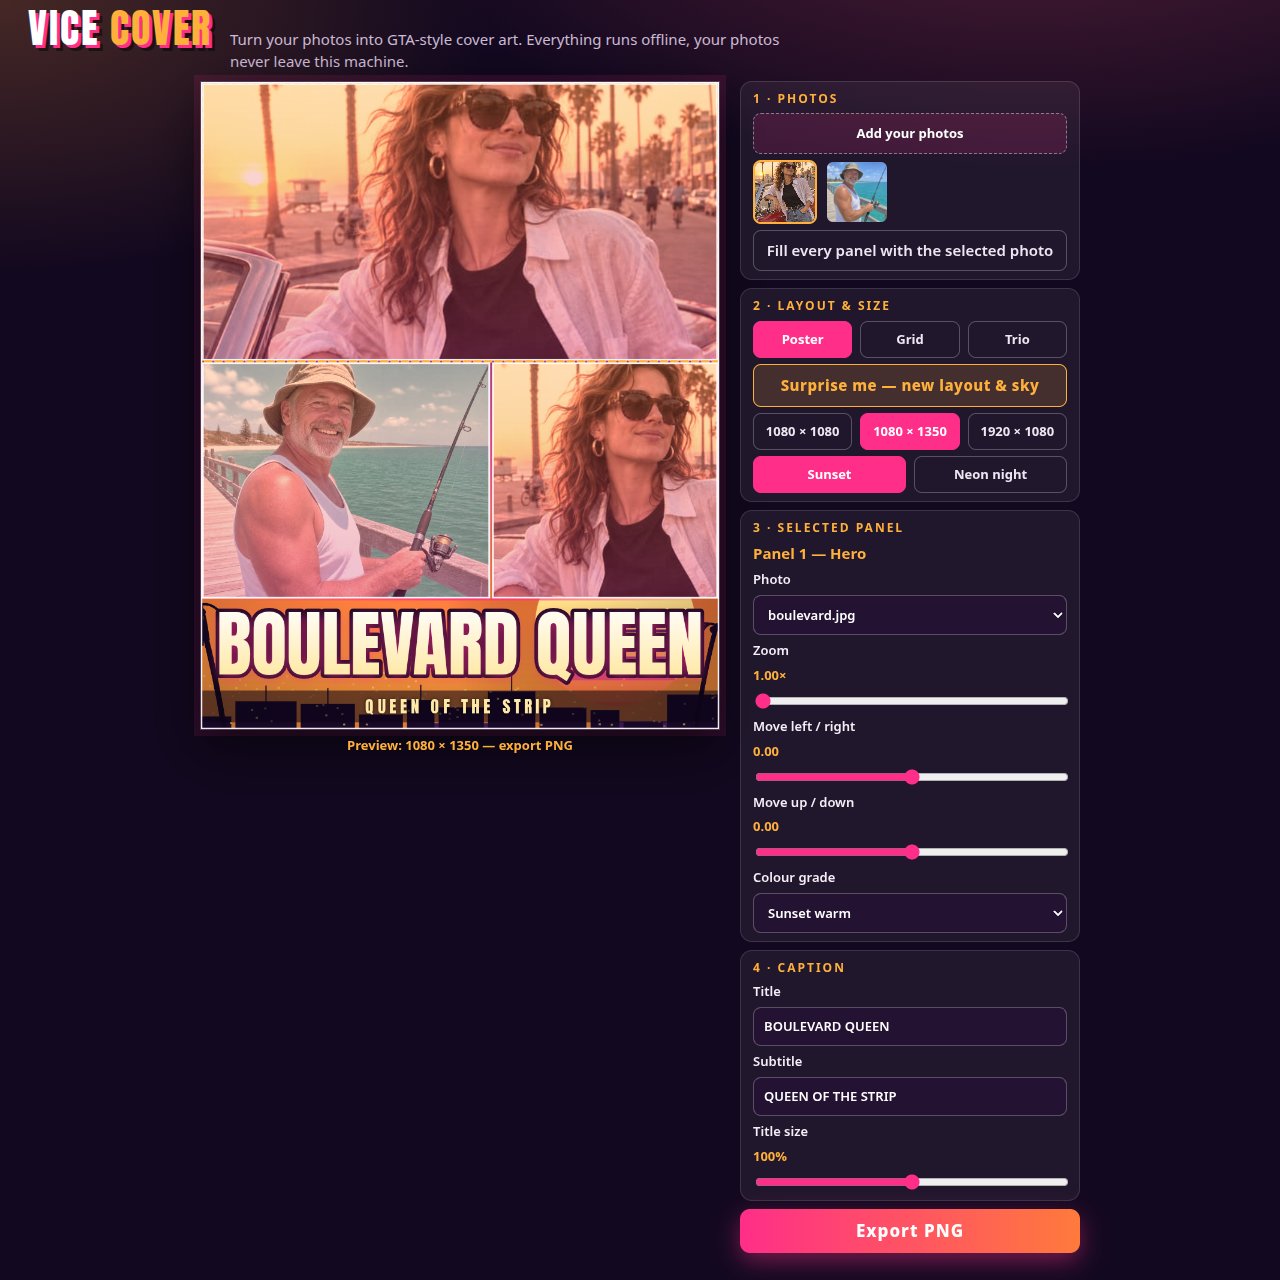 VICE COVER
Turn your photos into GTA-style cover art. Everything runs offline, your photos
never leave this machine.
BOULEVARD QUEEN
QUEEN OF THE STRIP
Preview: 1080 × 1350 — export PNG
1 · PHOTOS
Add your photos
Fill every panel with the selected photo
2 · LAYOUT & SIZE
Poster Grid Trio
Surprise me — new layout & sky
1080 × 1080 1080 × 1350 1920 × 1080
Sunset Neon night
3 · SELECTED PANEL
Panel 1 — Hero
Photo
boulevard.jpg
Zoom
1.00×
Move left / right
0.00
Move up / down
0.00
Colour grade
Sunset warm
4 · CAPTION
Title
BOULEVARD QUEEN
Subtitle
QUEEN OF THE STRIP
Title size
100%
Export PNG